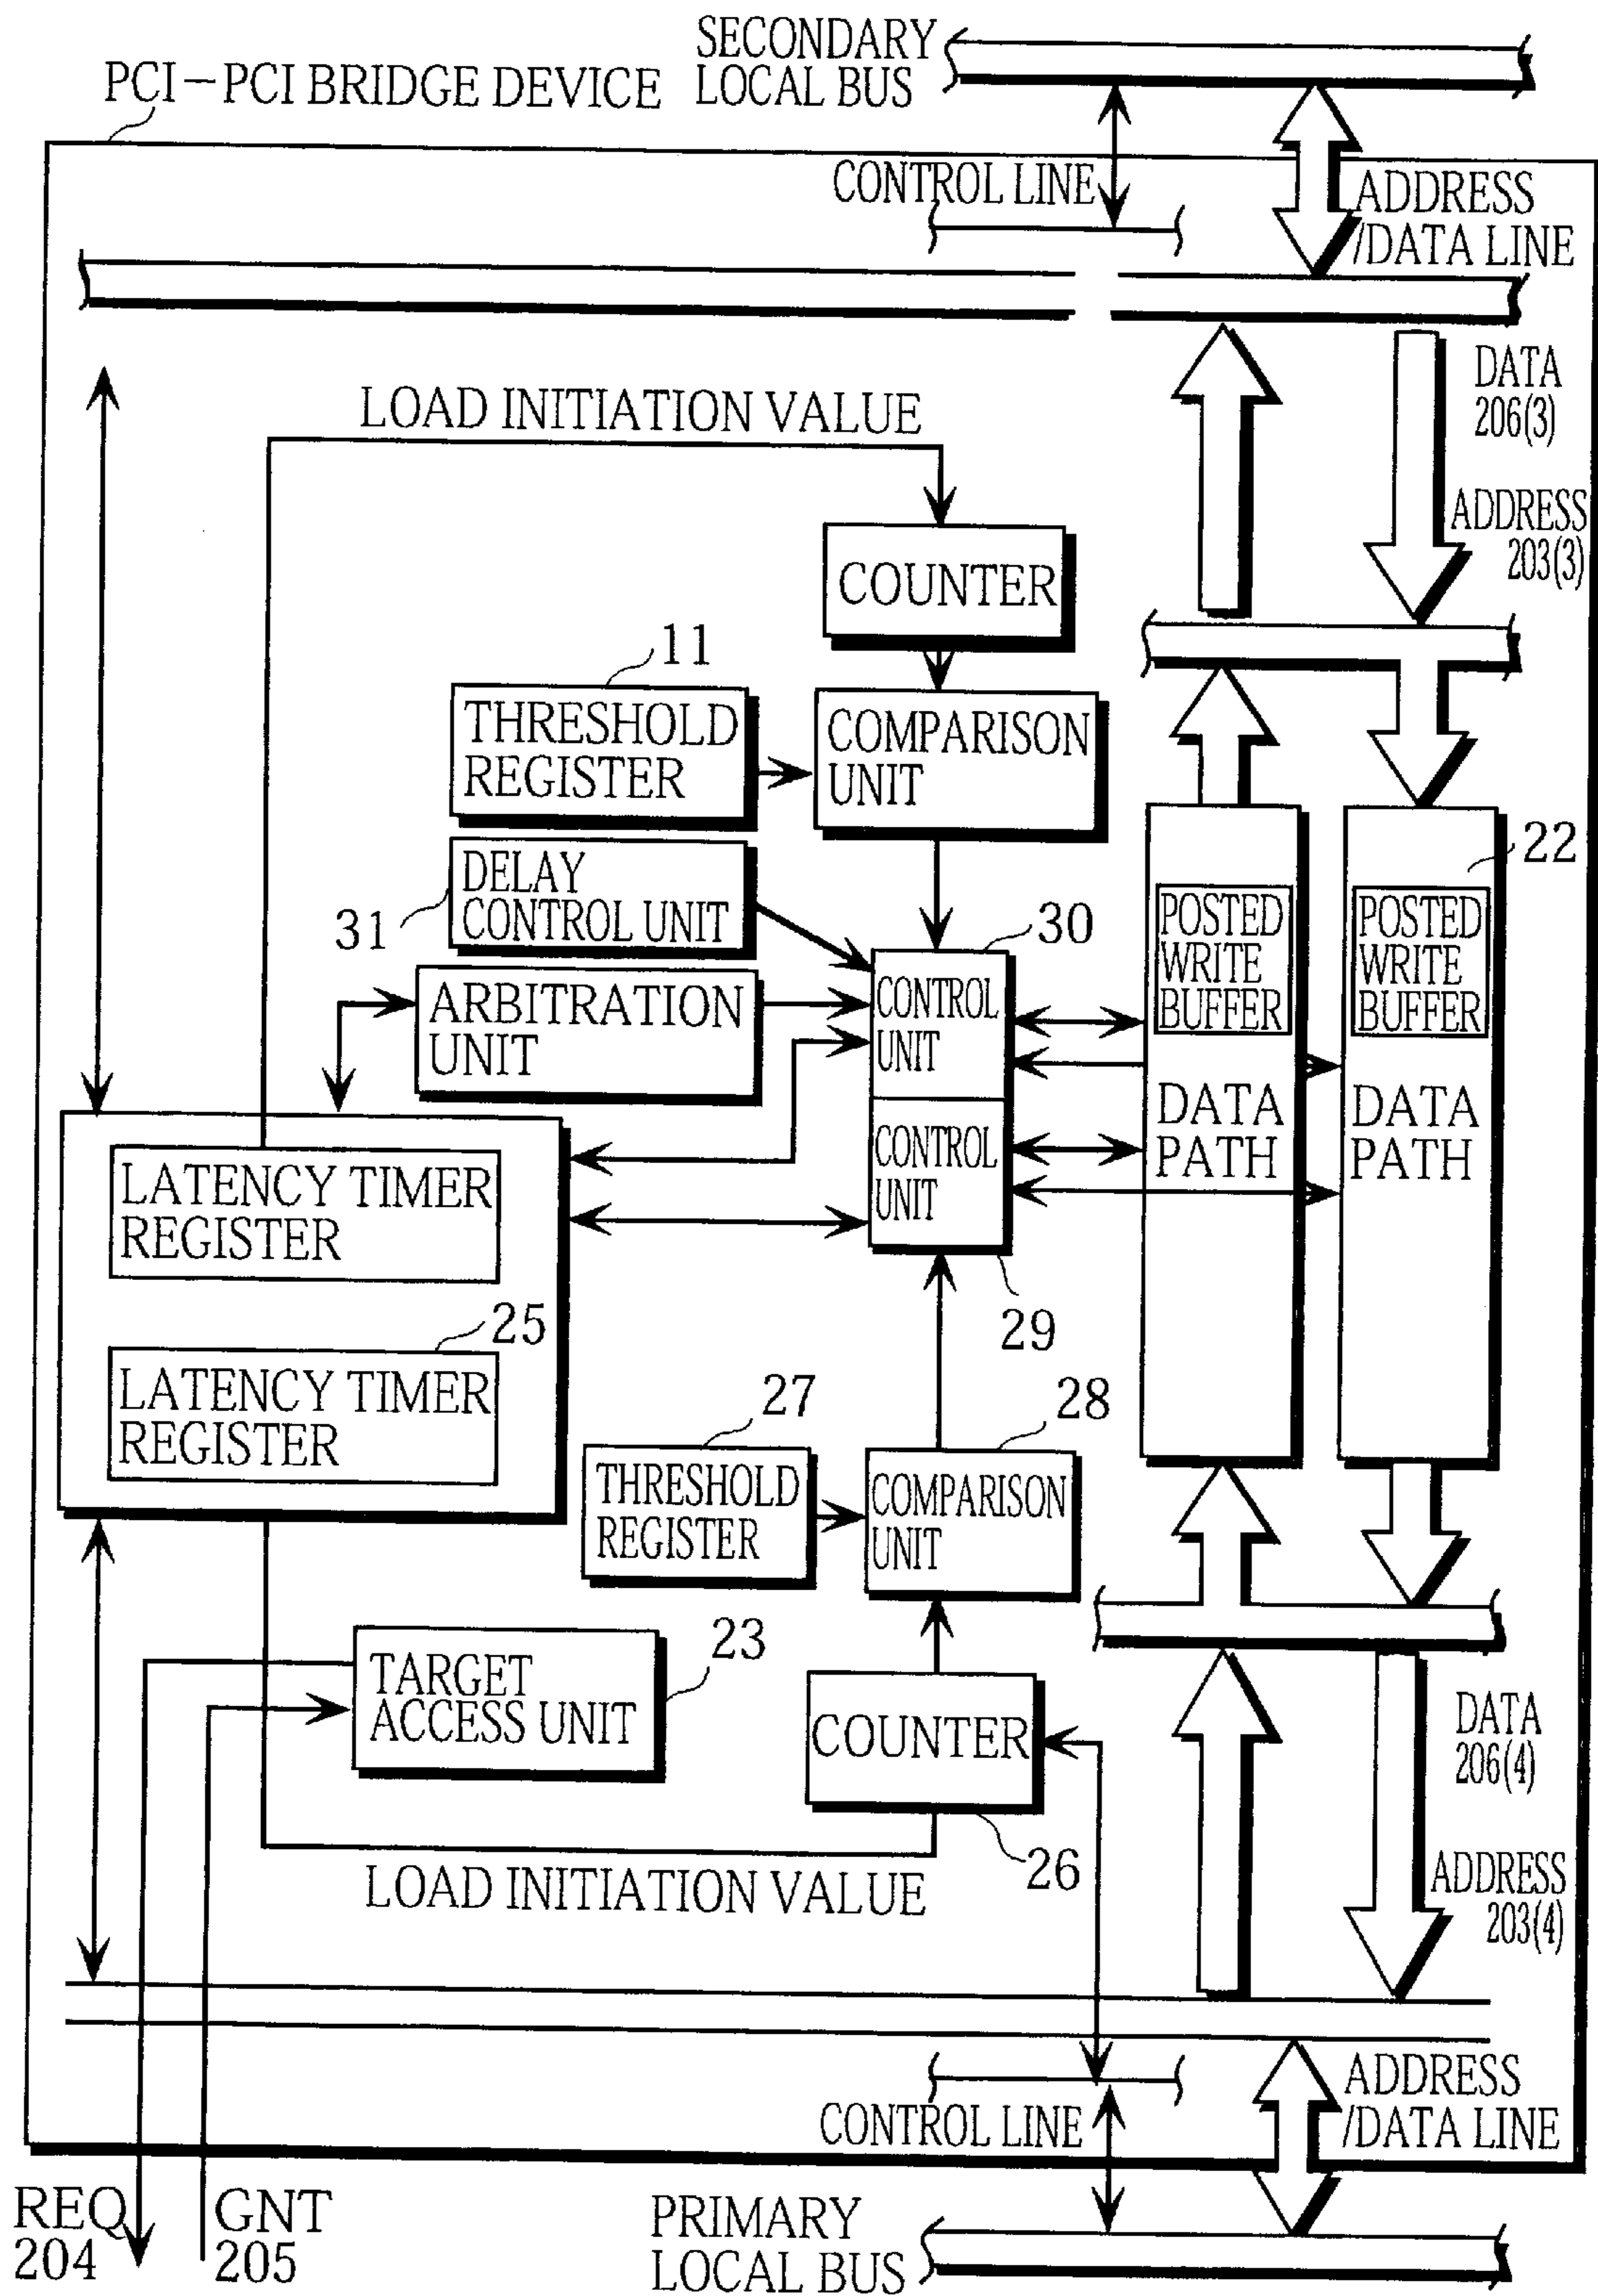 SECONDARY
LOCAL BUS
PCI-PCI BRIDGE DEVICE
CONTROL LINE
ADDRESS
/DATA LINE
DATA
206(3)
LOAD INITIATION VALUE
ADDRESS
203(3)
COUNTER
11
THRESHOLD
REGISTER
COMPARISON
UNIT
22
DELAY
CONTROL UNIT
31
30
POSTED
WRITE
BUFFER
POSTED
WRITE
BUFFER
ARBITRATION
UNIT
CONTROL
UNIT
DATA
PATH
DATA
PATH
CONTROL
UNIT
LATENCY TIMER
REGISTER
29
25
LATENCY TIMER
REGISTER
27
28
THRESHOLD
REGISTER
COMPARISON
UNIT
23
TARGET
ACCESS UNIT
COUNTER
DATA
206(4)
26
LOAD INITIATION VALUE
ADDRESS
203(4)
ADDRESS
/DATA LINE
CONTROL LINE
REQ
204
GNT
205
PRIMARY
LOCAL BUS